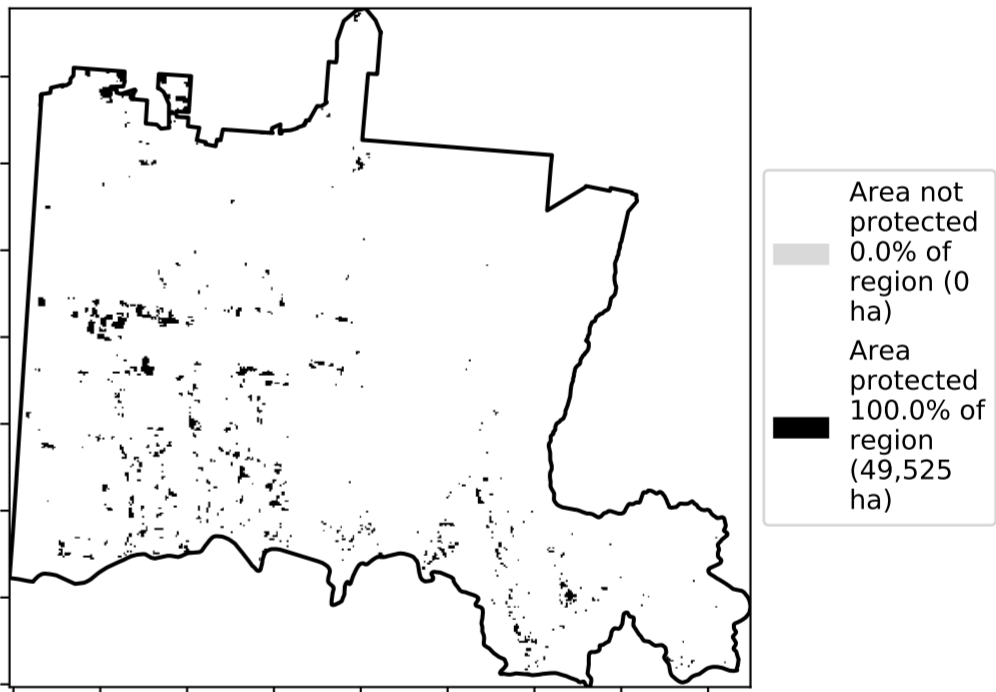 Area not
protected
0.0% of
region (0
ha)
Area
protected
100.0% of
region
(49,525
ha)